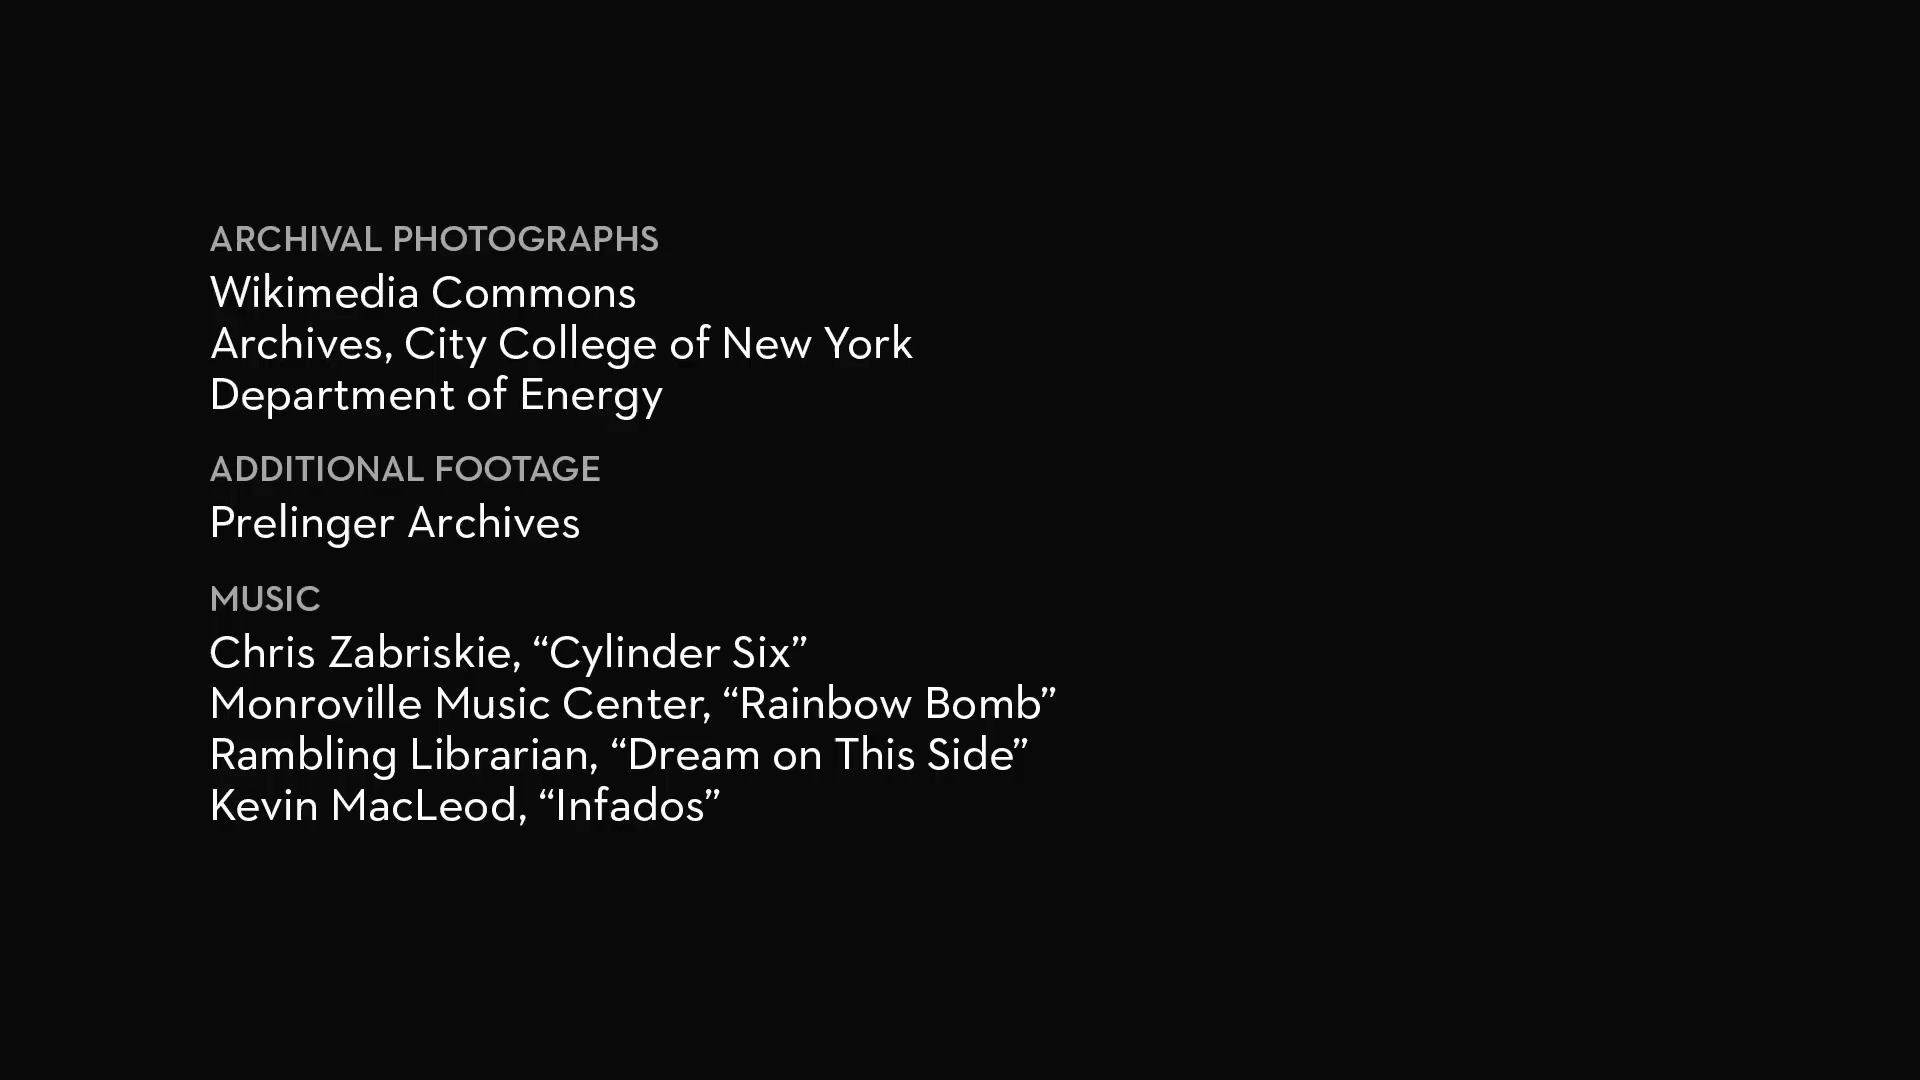 ARCHIVAL PHOTOGRAPHS
Wikimedia Commons
Archives, City College of New York
Department of Energy
ADDITIONAL FOOTAGE
Prelinger Archives
MUSIC
Chris Zabriskie, “Cylinder Six”
Monroville Music Center, “Rainbow Bomb”
Rambling Librarian, “Dream on This Side”
Kevin MacLeod, “Infados”